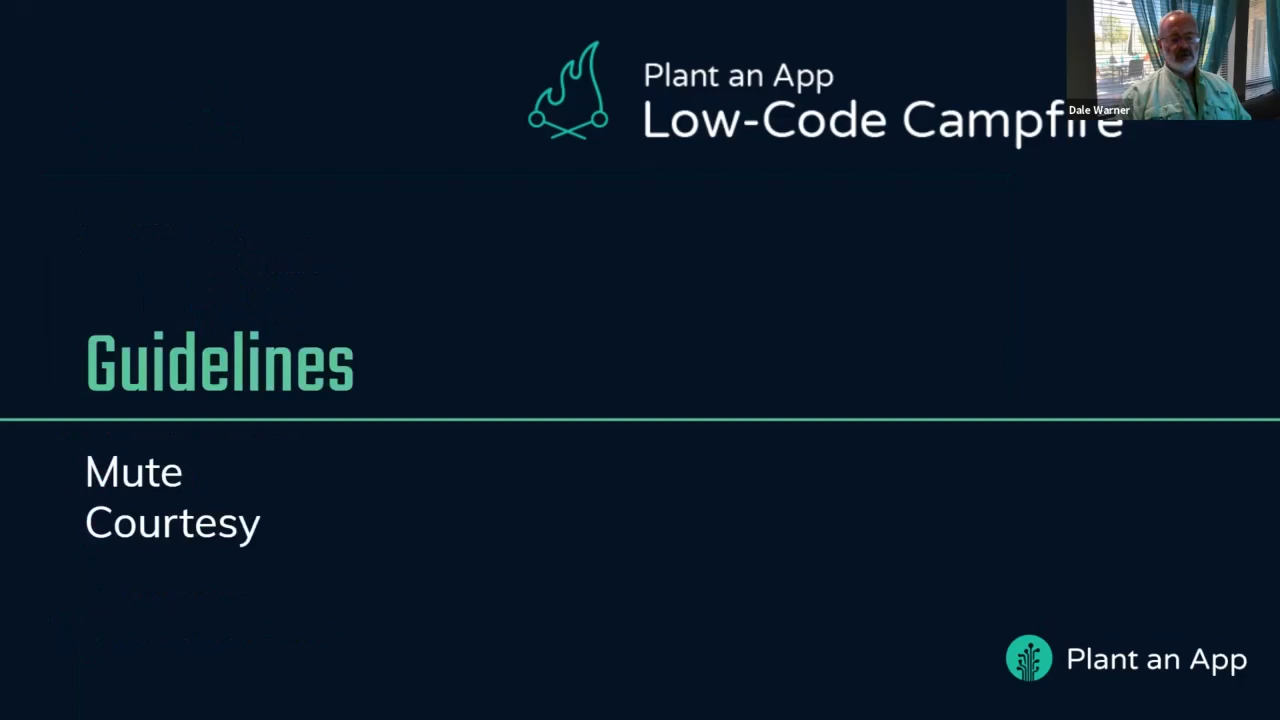 Plant an App
Low-Code Campfire
Dale Warner
Guidelines
Mute
Courtesy
Plant an App